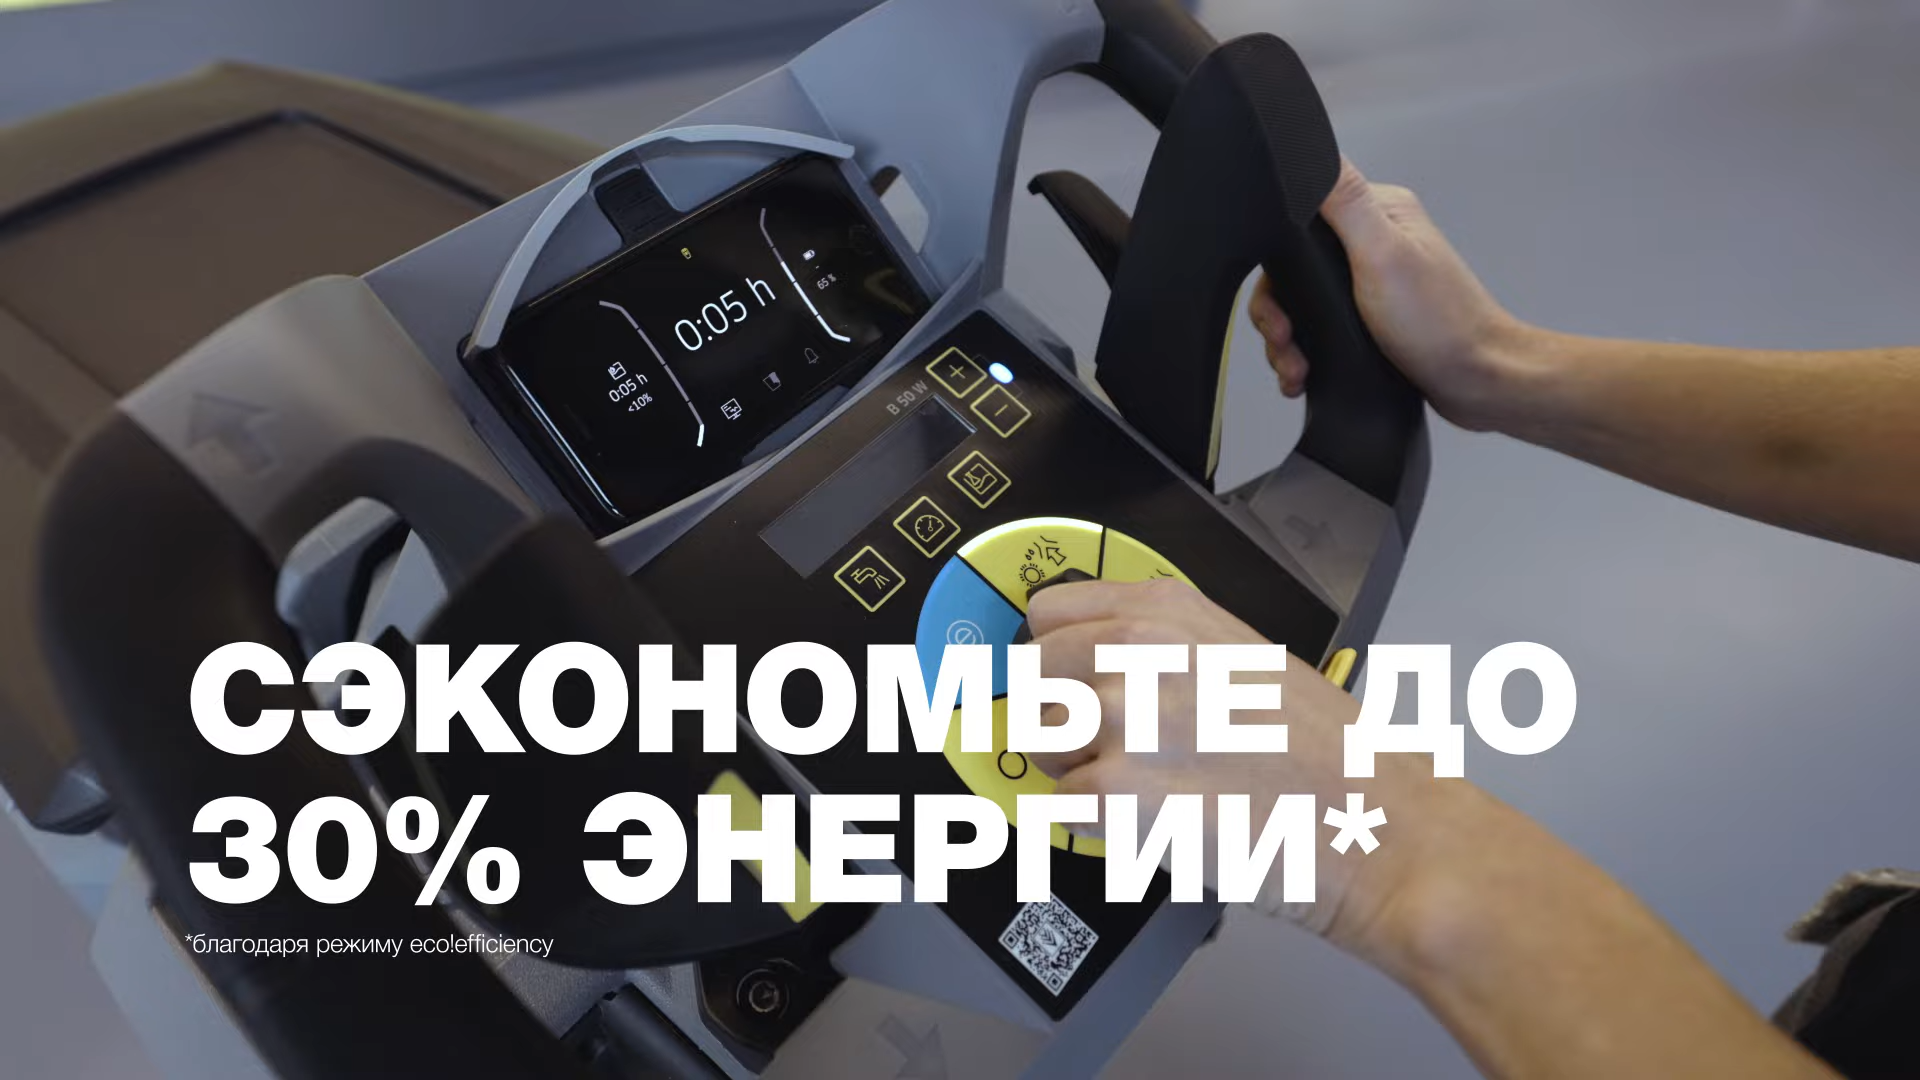 0:05 h
65 %
0:05 h
<10%
B 50 W
+
−
e
СЭКОНОМЬТЕ ДО
30% ЭНЕРГИИ*
*благодаря режиму eco!efficiency